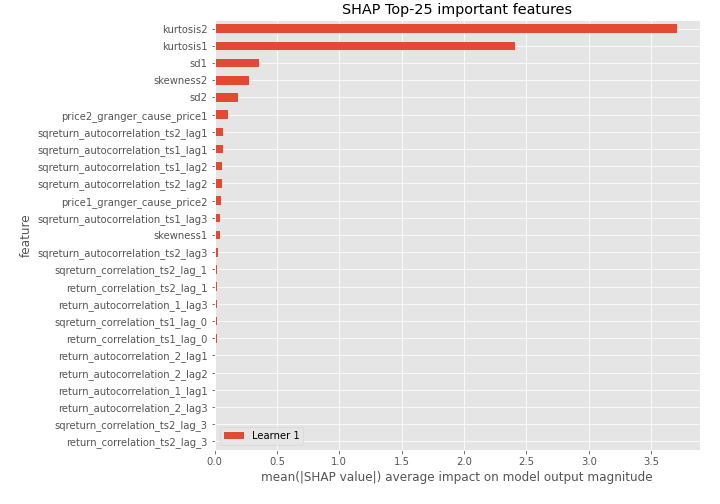 SHAP Top-25 important features
kurtosis2
kurtosis1
sd1
skewness2
sd2
price2_granger_cause_price1
sqreturn_autocorrelation_ts2_lag1
sqreturn_autocorrelation_ts1_lag1
sqreturn_autocorrelation_ts1_lag2
sqreturn_autocorrelation_ts2_lag2
price1_granger_cause_price2
sqreturn_autocorrelation_ts1_lag3
skewness1
sqreturn_autocorrelation_ts2_lag3
sqreturn_correlation_ts2_lag_1
return_correlation_ts2_lag_1
return_autocorrelation_1_lag3
sqreturn_correlation_ts1_lag_0
return_correlation_ts1_lag_0
return_autocorrelation_2_lag1
return_autocorrelation_2_lag2
return_autocorrelation_1_lag1
return_autocorrelation_2_lag3
sqreturn_correlation_ts2_lag_3
return_correlation_ts2_lag_3
feature
Learner 1
0.0 0.5 1.0 1.5 2.0 2.5 3.0 3.5
mean(|SHAP value|) average impact on model output magnitude